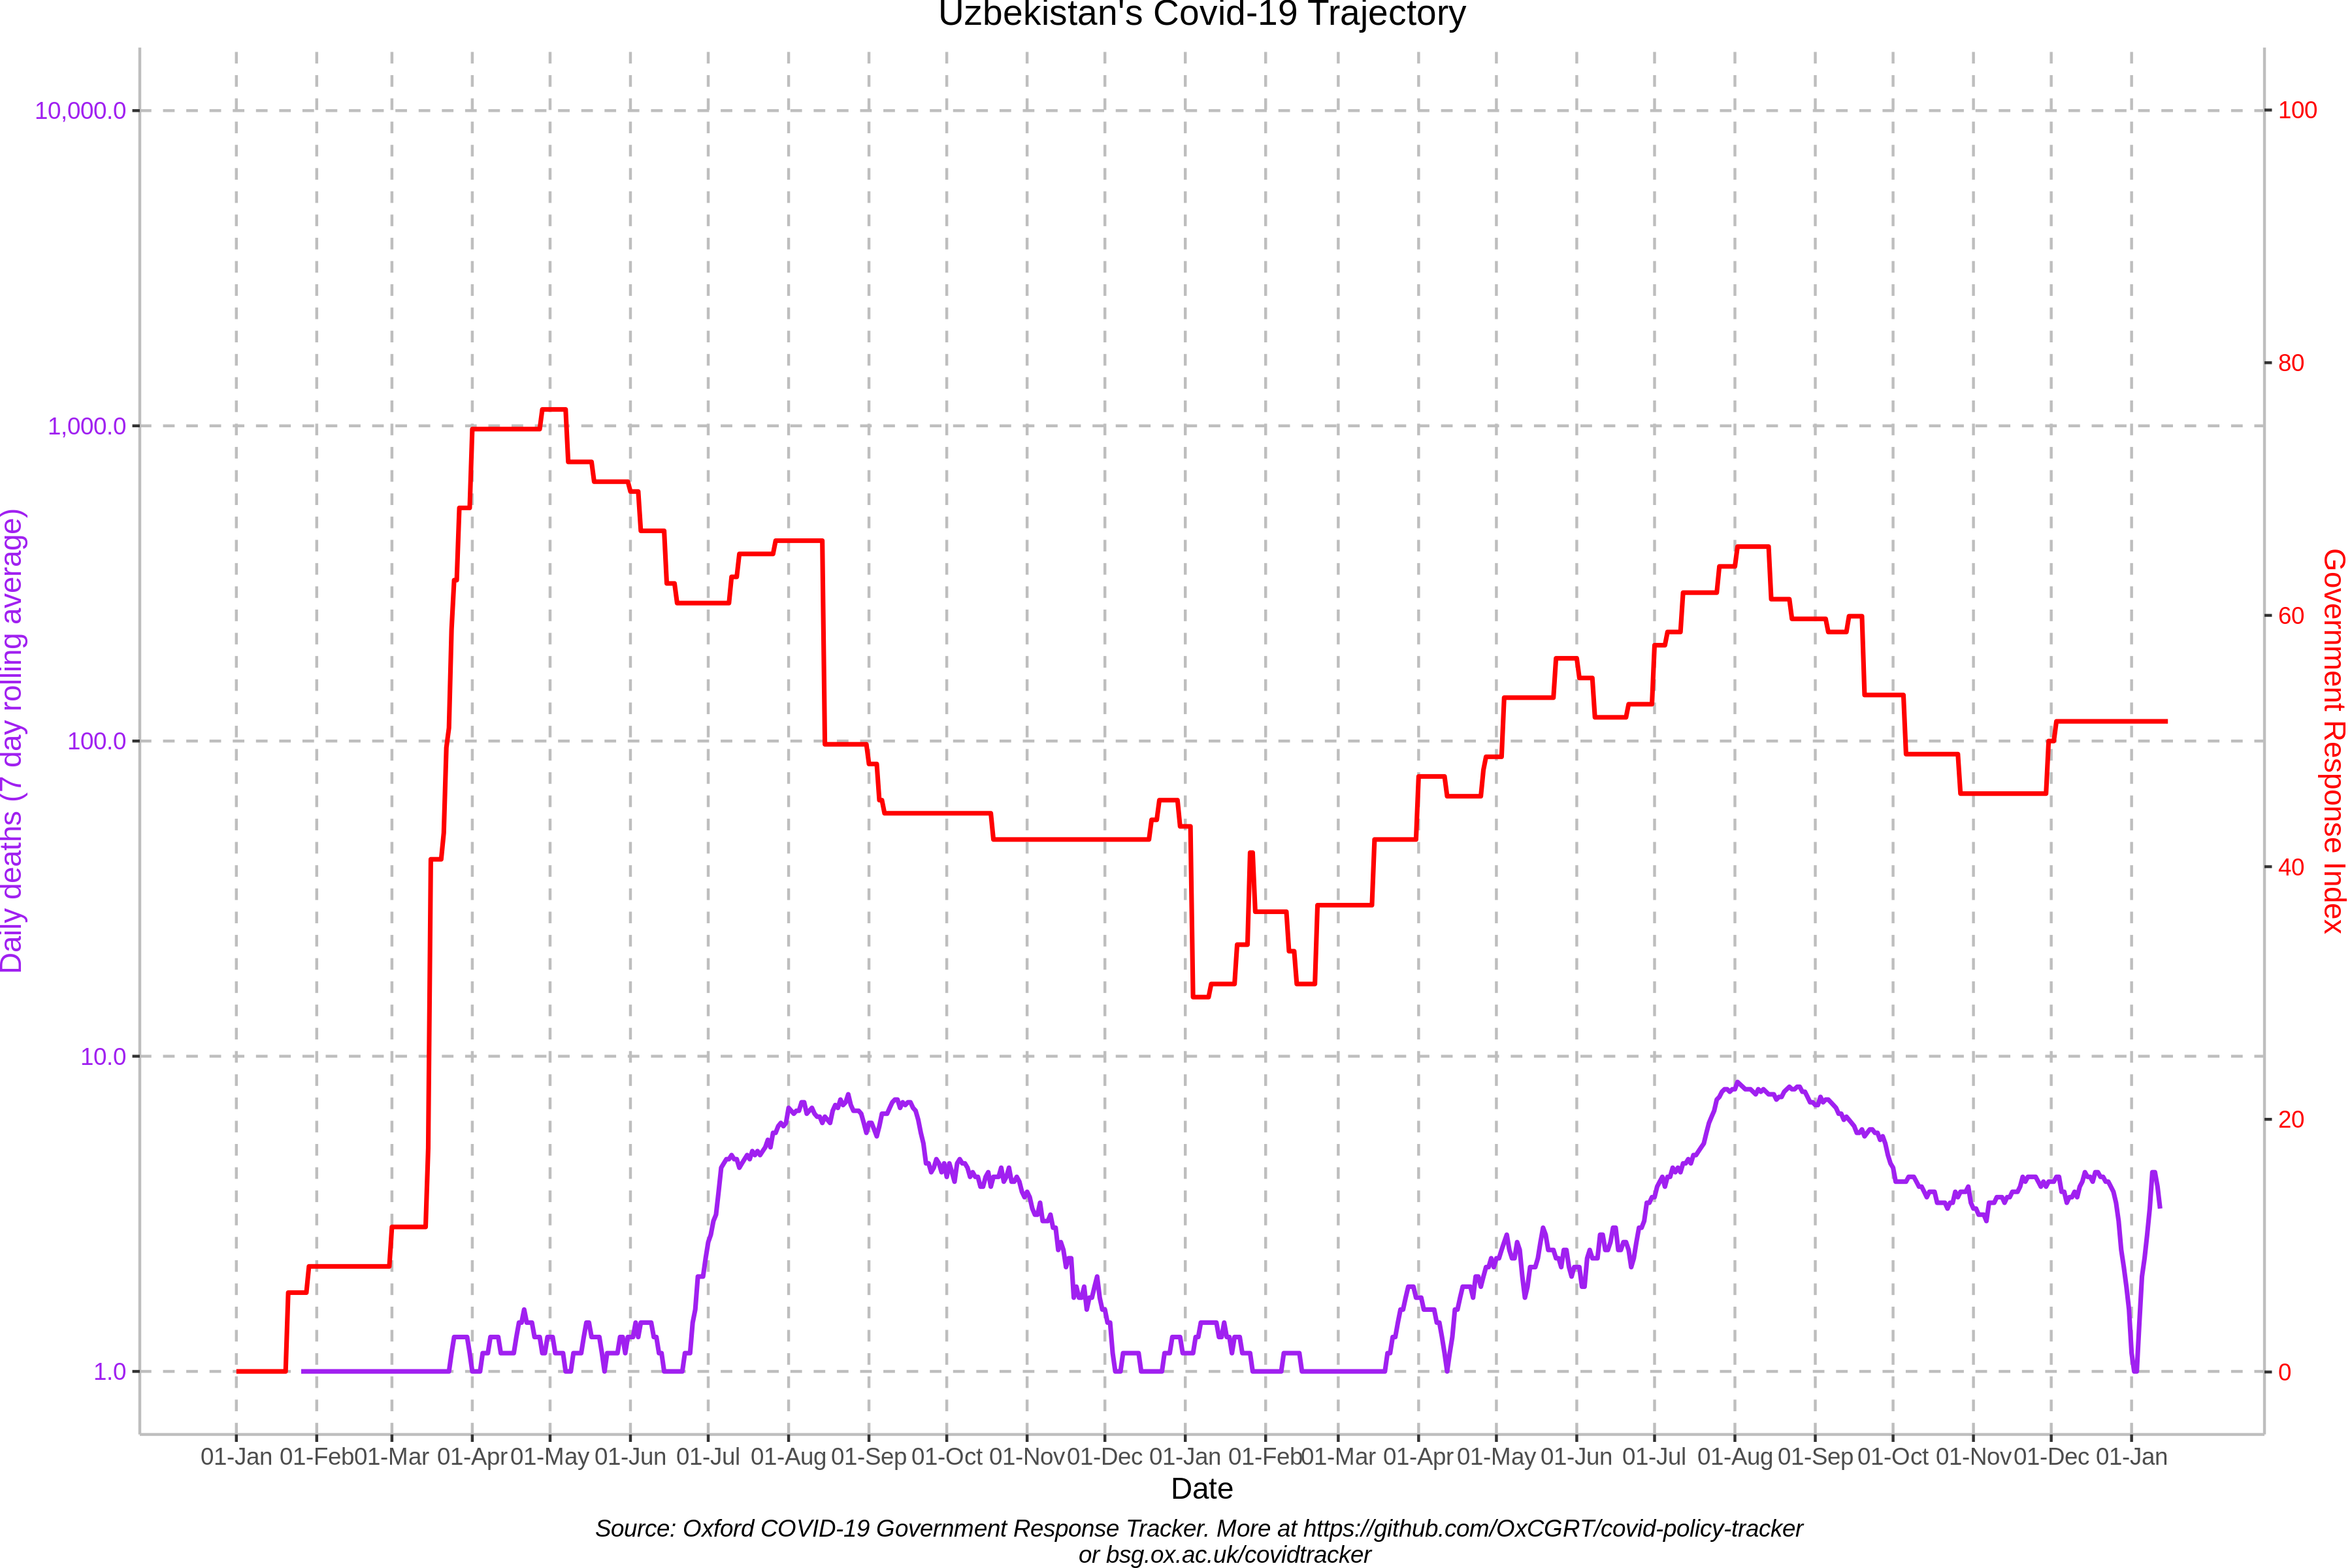 Uzbekistan's Covid-19 Trajectory
10,000.0
1,000.0
100.0
10.0
1.0
Daily deaths (7 day rolling average)
100
80
60
40
20
0
Government Response Index
01-Jan 01-Feb 01-Mar 01-Apr 01-May 01-Jun 01-Jul 01-Aug 01-Sep 01-Oct 01-Nov 01-Dec 01-Jan 01-Feb 01-Mar 01-Apr 01-May 01-Jun 01-Jul 01-Aug 01-Sep 01-Oct 01-Nov 01-Dec 01-Jan
Date
Source: Oxford COVID-19 Government Response Tracker. More at https://github.com/OxCGRT/covid-policy-tracker
or bsg.ox.ac.uk/covidtracker